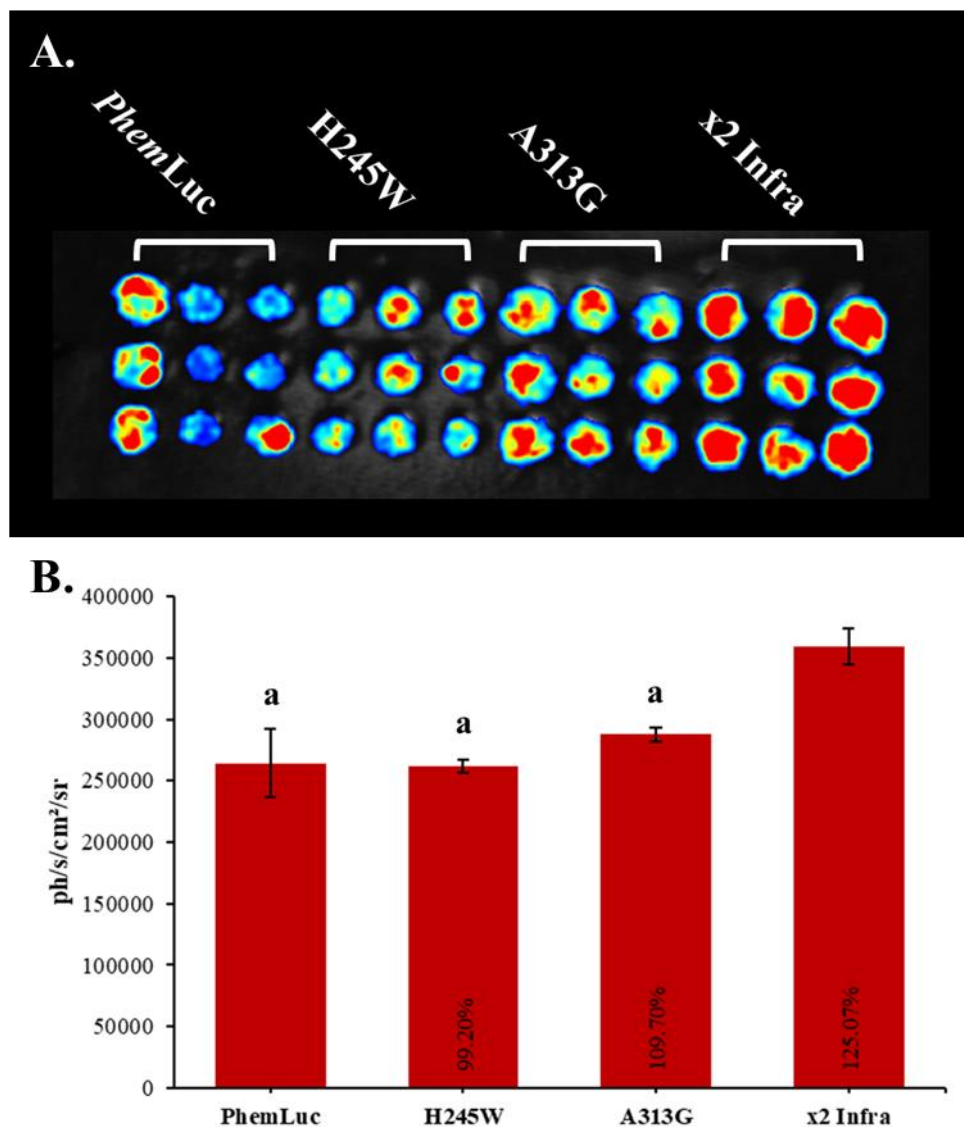 A.
PhemLuc
H245W
A313G
x2 Infra
B.
400000
350000
300000
250000
200000
150000
100000
50000
0
ph/s/cm²/sr
a
a
a
99.20%
109.70%
125.07%
PhemLuc
H245W
A313G
x2 Infra